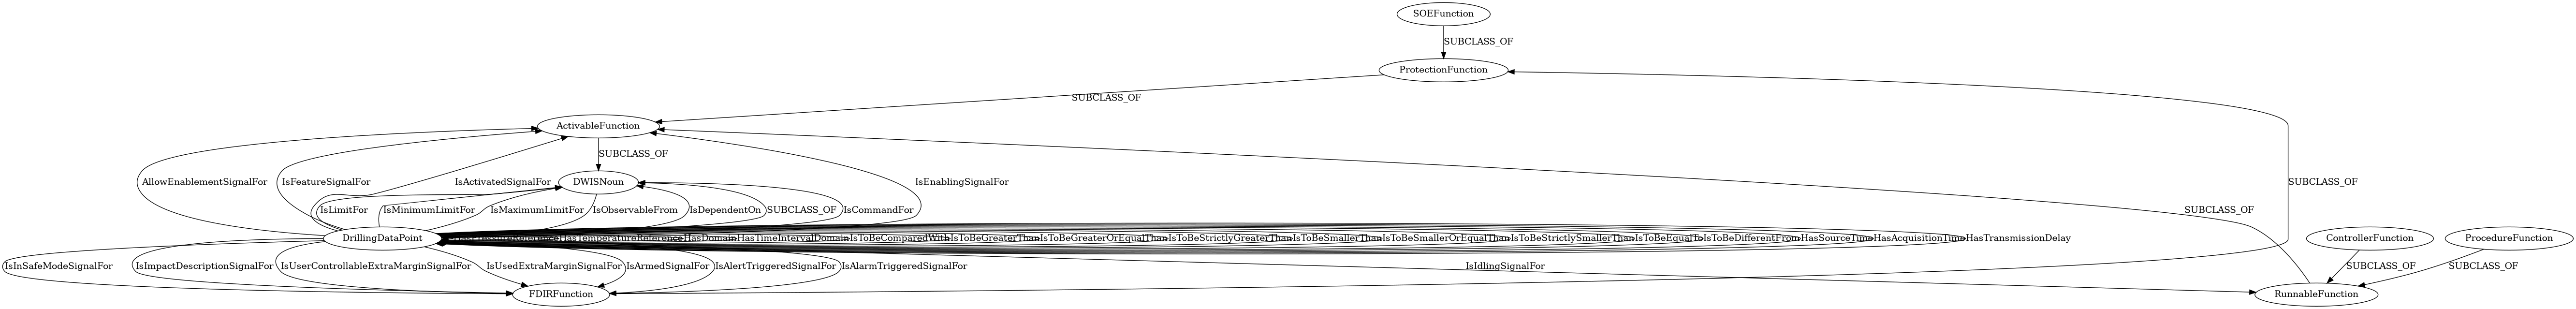 SOEFunction
SUBCLASS_OF
ProtectionFunction
SUBCLASS_OF
ActivableFunction
SUBCLASS_OF
AllowEnablementSignalFor
IsFeatureSignalFor
IsActivatedSignalFor
DWISNoun
IsEnablingSignalFor
SUBCLASS_OF
IsLimitFor
IsMinimumLimitFor
IsMaximumLimitFor
IsObservableFrom
IsDependentOn
SUBCLASS_OF
IsCommandFor
SUBCLASS_OF
DrillingDataPoint
HasTemperatureReference
HasDomain
HasTimeIntervalDomain
IsToBeComparedWith
IsToBeGreaterThan
IsToBeGreaterOrEqualThan
IsToBeStrictlyGreaterThan
IsToBeSmallerThan
IsToBeSmallerOrEqualThan
IsToBeStrictlySmallerThan
IsToBeEqualTo
IsToBeDifferentFrom
HasSourceTime
HasAcquisitionTime
HasTransmissionDelay
ControllerFunction
ProcedureFunction
IsInSafeModeSignalFor
IsImpactDescriptionSignalFor
IsUserControllableExtraMarginSignalFor
IsUsedExtraMarginSignalFor
IsArmedSignalFor
IsAlertTriggeredSignalFor
IsAlarmTriggeredSignalFor
IsIdlingSignalFor
SUBCLASS_OF
SUBCLASS_OF
FDIRFunction
RunnableFunction